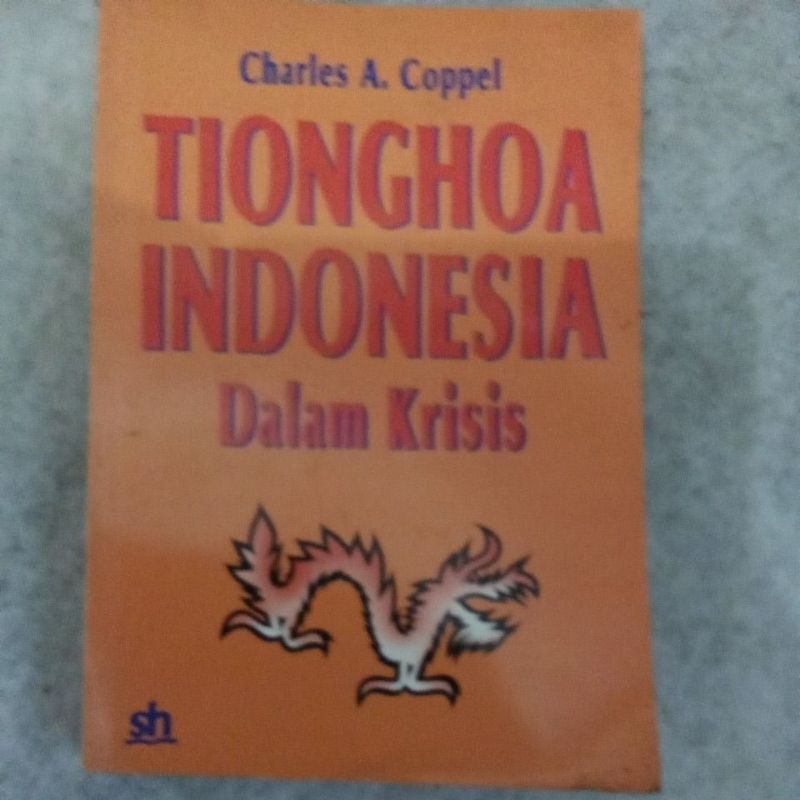 Charles A. Coppel
TIONGHOA
INDONESIA
Dalam Krisis
sh